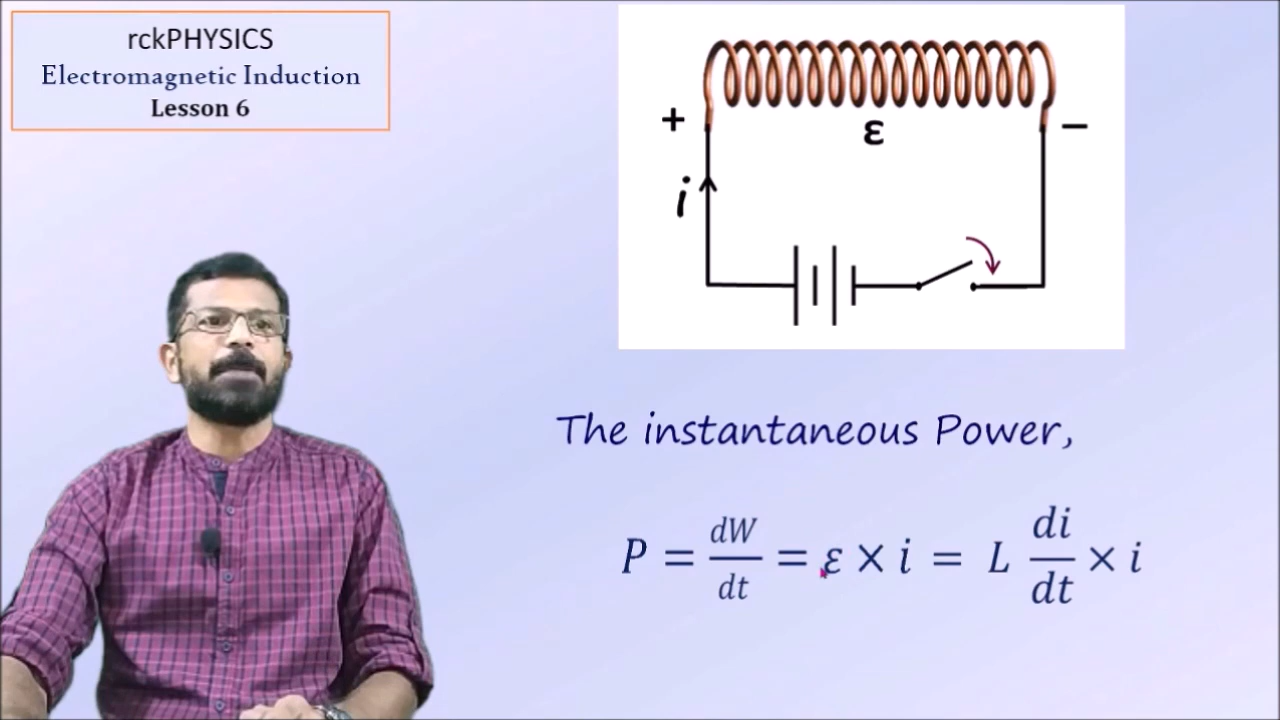 rckPHYSICS
Electromagnetic Induction
Lesson 6
+ −
ε
i
The instantaneous Power,
P = dW/dt = ε × i = L di/dt × i